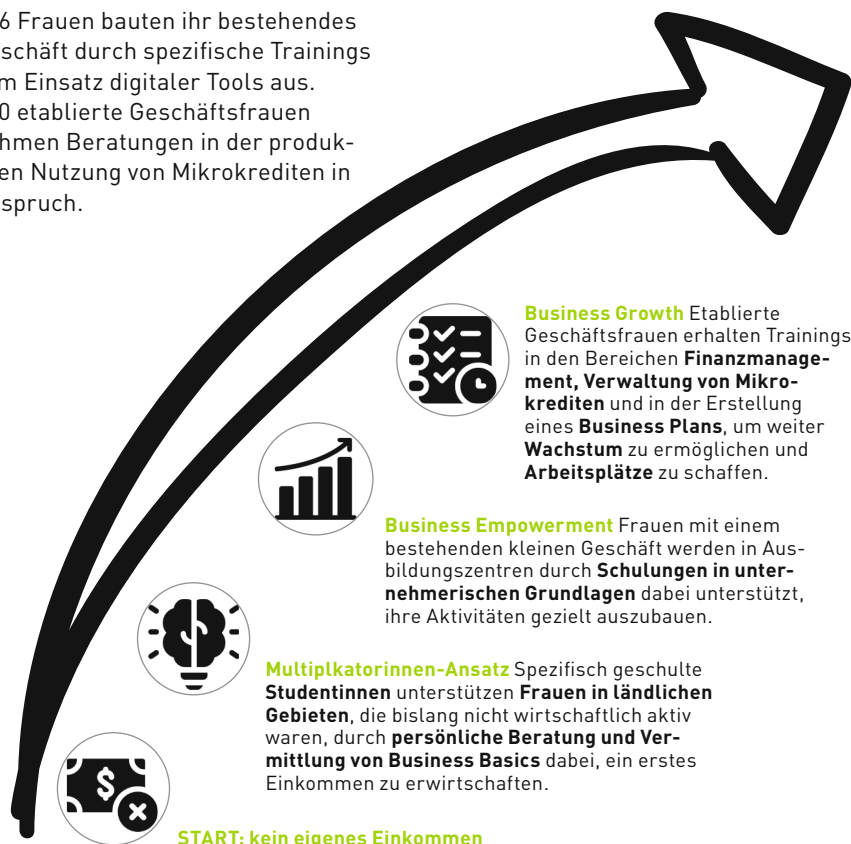 6 Frauen bauten ihr bestehendes
schäft durch spezifische Trainings
m Einsatz digitaler Tools aus.
0 etablierte Geschäftsfrauen
hmen Beratungen in der produk-
en Nutzung von Mikrokrediten in
spruch.
Business Growth Etablierte
Geschäftsfrauen erhalten Trainings
in den Bereichen Finanzmanage-
ment, Verwaltung von Mikro-
krediten und in der Erstellung
eines Business Plans, um weiter
Wachstum zu ermöglichen und
Arbeitsplätze zu schaffen.
Business Empowerment Frauen mit einem
bestehenden kleinen Geschäft werden in Aus-
bildungszentren durch Schulungen in unter-
nehmerischen Grundlagen dabei unterstützt,
ihre Aktivitäten gezielt auszubauen.
Multiplkatorinnen-Ansatz Spezifisch geschulte
Studentinnen unterstützen Frauen in ländlichen
Gebieten, die bislang nicht wirtschaftlich aktiv
waren, durch persönliche Beratung und Ver-
mittlung von Business Basics dabei, ein erstes
Einkommen zu erwirtschaften.
$
START: kein eigenes Einkommen